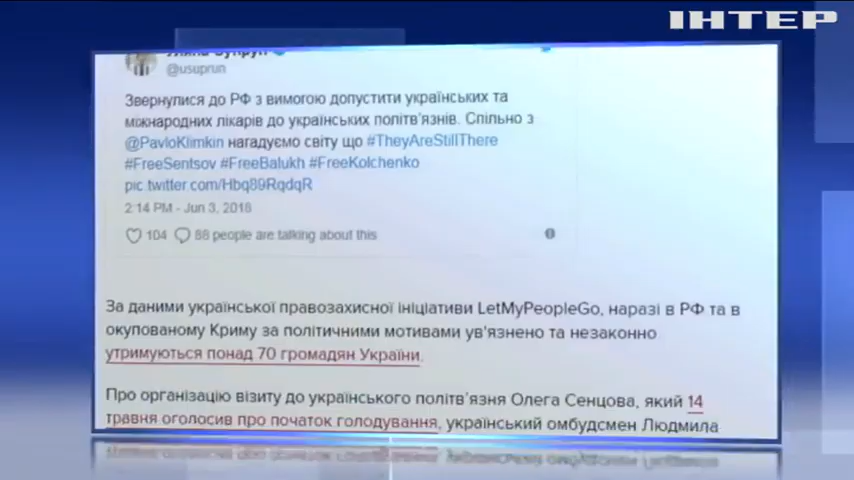 ІНТЕР
@usuprun
Звернулися до РФ з вимогою допустити українських та
міжнародних лікарів до українських політв'язнів. Спільно з
@PavloKlimkin нагадуємо світу що #TheyAreStillThere
#FreeSentsov #FreeBalukh #FreeKolchenko
pic.twitter.com/Hbq89RqdqR
2:14 PM - Jun 3, 2018
104 88 people are talking about this
За даними української правозахисної ініціативи LetMyPeopleGo, наразі в РФ та в
окупованому Криму за політичними мотивами ув'язнено та незаконно
утримуються понад 70 громадян України.
Про організацію візиту до українського політв'язня Олега Сенцова, який 14
травня оголосив про початок голодування, український омбудсмен Людмила